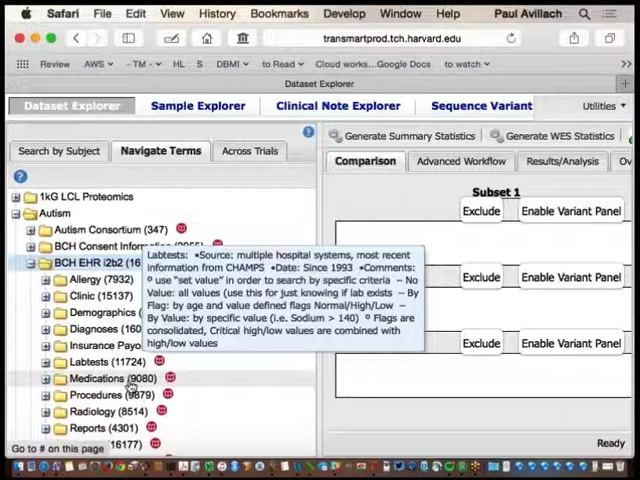 Safari File Edit View History Bookmarks Develop Window Help Paul Avillach
transmartprod.tch.harvard.edu
Review AWS - TM - HL S DBMI to Read Cloud works...Google Docs to watch
Dataset Explorer
Dataset Explorer Sample Explorer Clinical Note Explorer Sequence Variant Utilities
Search by Subject Navigate Terms Across Trials
Generate Summary Statistics Generate WES Statistics
Comparison Advanced Workflow Results/Analysis Ov
1kG LCL Proteomics
Autism
Autism Consortium (347)
BCH Consent
BCH EHR i2b2 (16
Allergy (7932)
Clinic (15137)
Demographics
Diagnoses (160
Insurance Payo
Labtests (11724)
Medications (9080)
Procedures (9879)
Radiology (8514)
Reports (4301)
16177)
Labtests: •Source: multiple hospital systems, most recent
information from CHAMPS •Date: Since 1993 •Comments:
º use "set value" in order to search by specific criteria – No
Value: all values (use this for just knowing if lab exists – By
Flag: by age and value defined flags Normal/High/Low –
By Value: by specific value (i.e. Sodium > 140) º Flags are
consolidated, Critical high/low values are combined with
high/low values
Subset 1
Exclude Enable Variant Panel
Exclude Enable Variant Panel
Exclude Enable Variant Panel
Go to # on this page
Ready